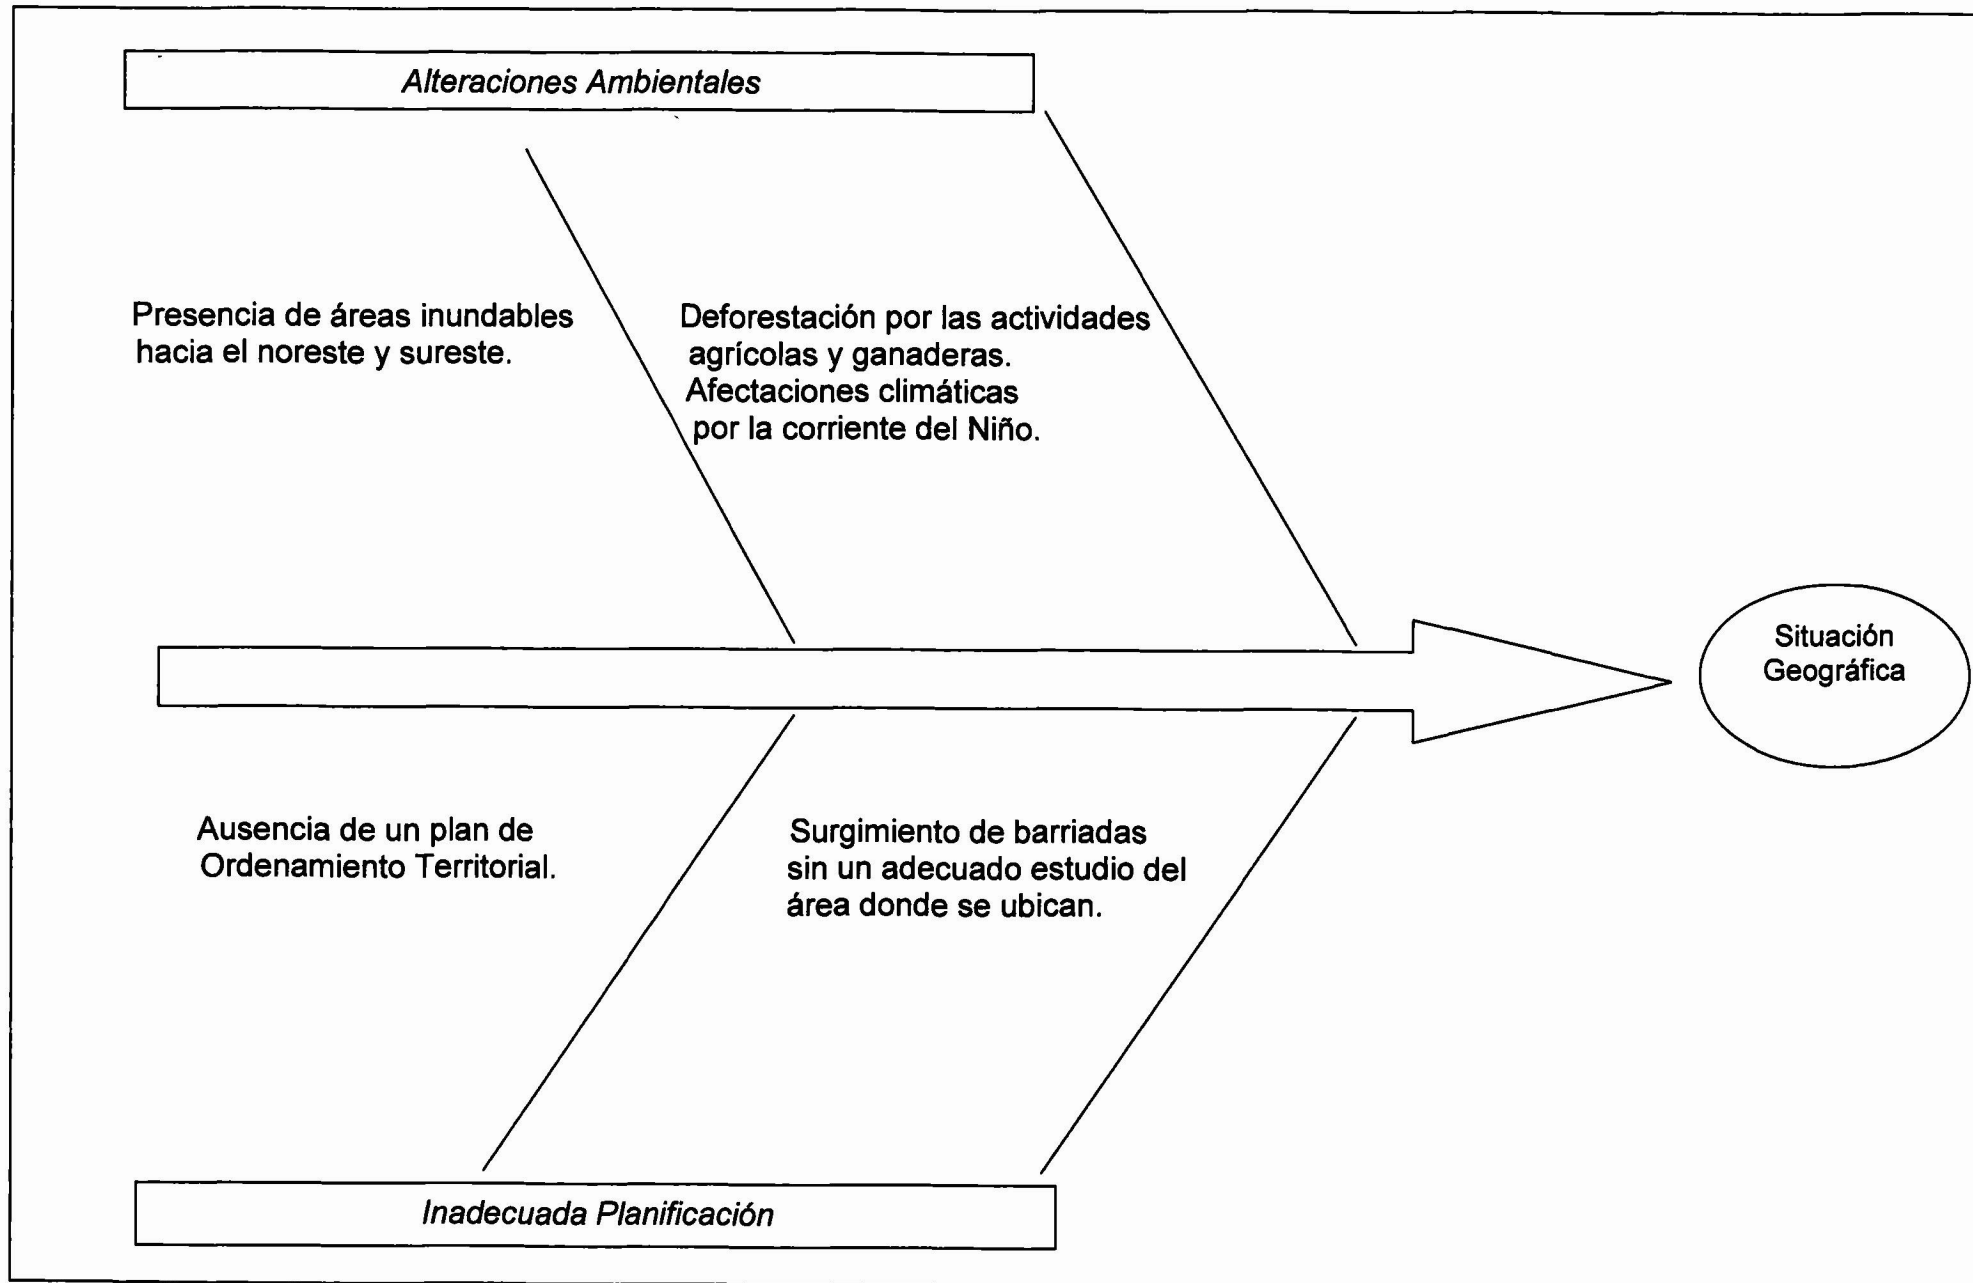 Alteraciones Ambientales
Presencia de áreas inundables
hacia el noreste y sureste.
Deforestación por las actividades
agrícolas y ganaderas.
Afectaciones climáticas
por la corriente del Niño.
Situación
Geográfica
Ausencia de un plan de
Ordenamiento Territorial.
Surgimiento de barriadas
sin un adecuado estudio del
área donde se ubican.
Inadecuada Planificación